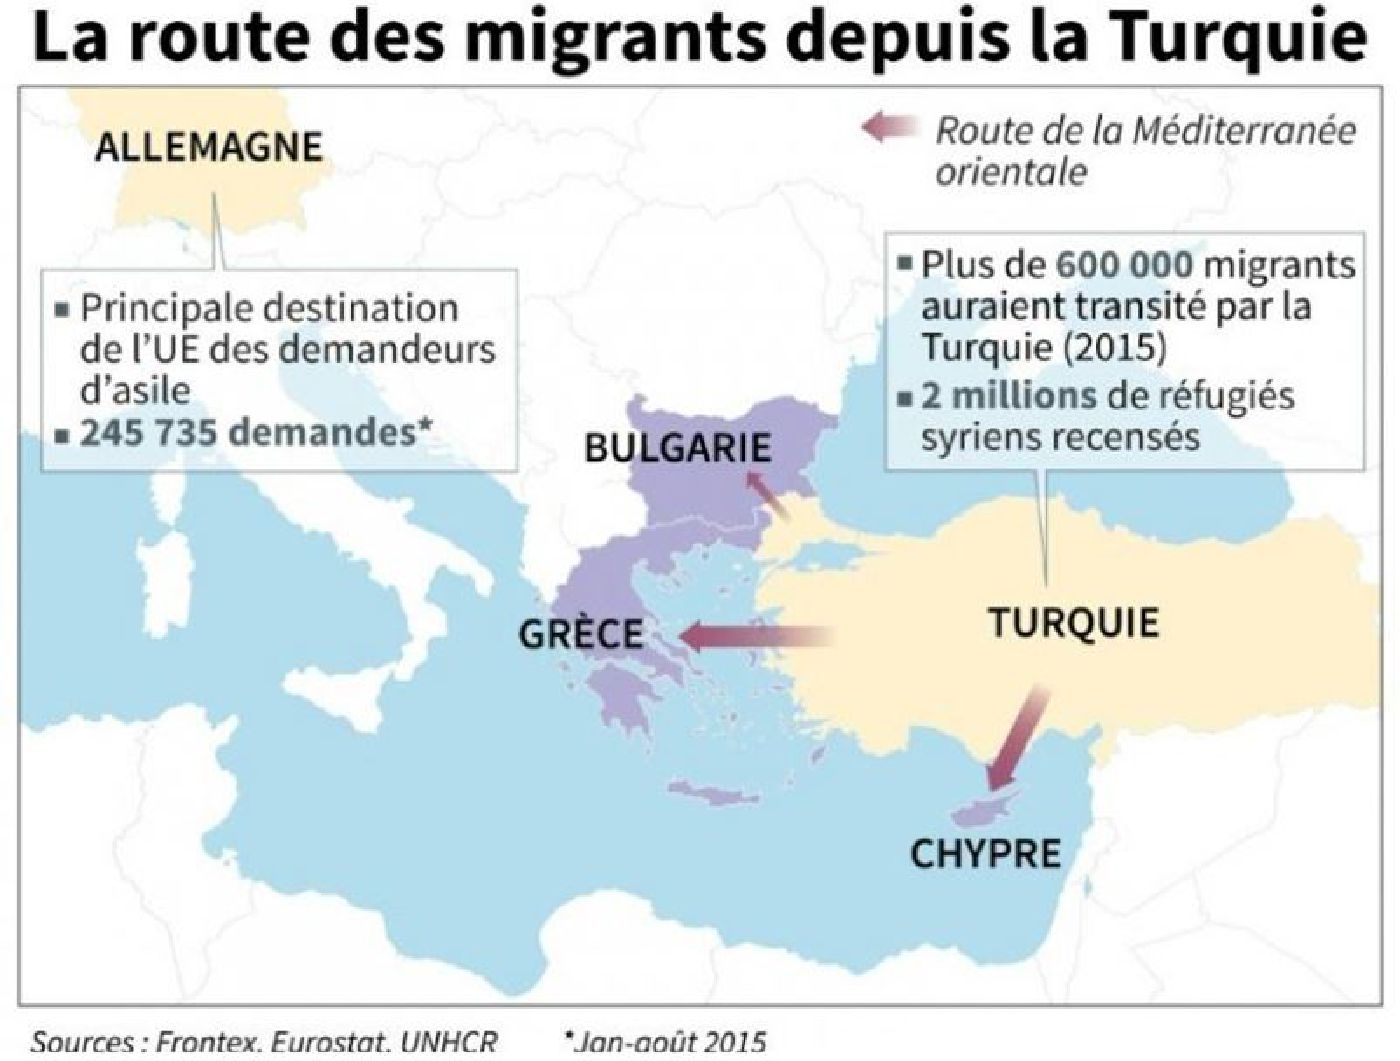 La route des migrants depuis la Turquie
ALLEMAGNE
Route de la Méditerranée
orientale
▪ Principale destination
de l'UE des demandeurs
d'asile
▪ 245 735 demandes*
▪ Plus de 600 000 migrants
auraient transité par la
Turquie (2015)
▪ 2 millions de réfugiés
syriens recensés
BULGARIE
GRÈCE
TURQUIE
CHYPRE
Sources : Frontex, Eurostat, UNHCR
*Jan-août 2015